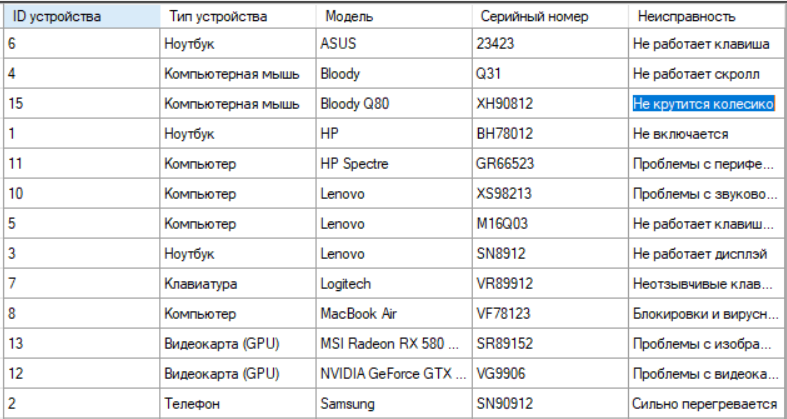 ID устройства Тип устройства Модель Серийный номер Неисправность
6 Ноутбук ASUS 23423 Не работает клавиша
4 Компьютерная мышь Bloody Q31 Не работает скролл
15 Компьютерная мышь Bloody Q80 XH90812 Не крутится колесико
1 Ноутбук HP BH78012 Не включается
11 Компьютер HP Spectre GR66523 Проблемы с перифе...
10 Компьютер Lenovo XS98213 Проблемы с звуково...
5 Компьютер Lenovo M16Q03 Не работает клавиш...
3 Ноутбук Lenovo SN8912 Не работает дисплэй
7 Клавиатура Logitech VR89912 Неотзывчивые клав...
8 Компьютер MacBook Air VF78123 Блокировки и вирусн...
13 Видеокарта (GPU) MSI Radeon RX 580 ... SR89152 Проблемы с изобра...
12 Видеокарта (GPU) NVIDIA GeForce GTX ... VG9906 Проблемы с видеока...
2 Телефон Samsung SN90912 Сильно перегревается